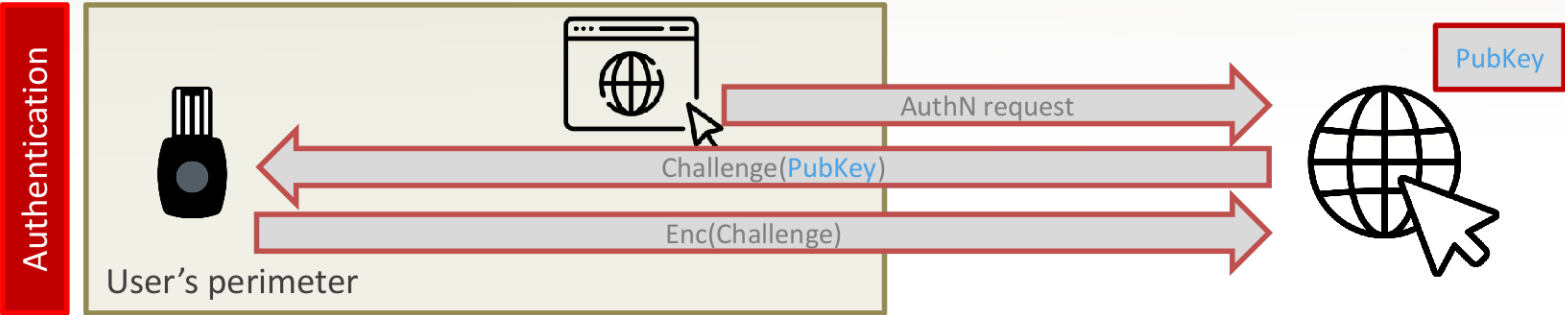 Authentication
PubKey
AuthN request
Challenge(PubKey)
Enc(Challenge)
User’s perimeter